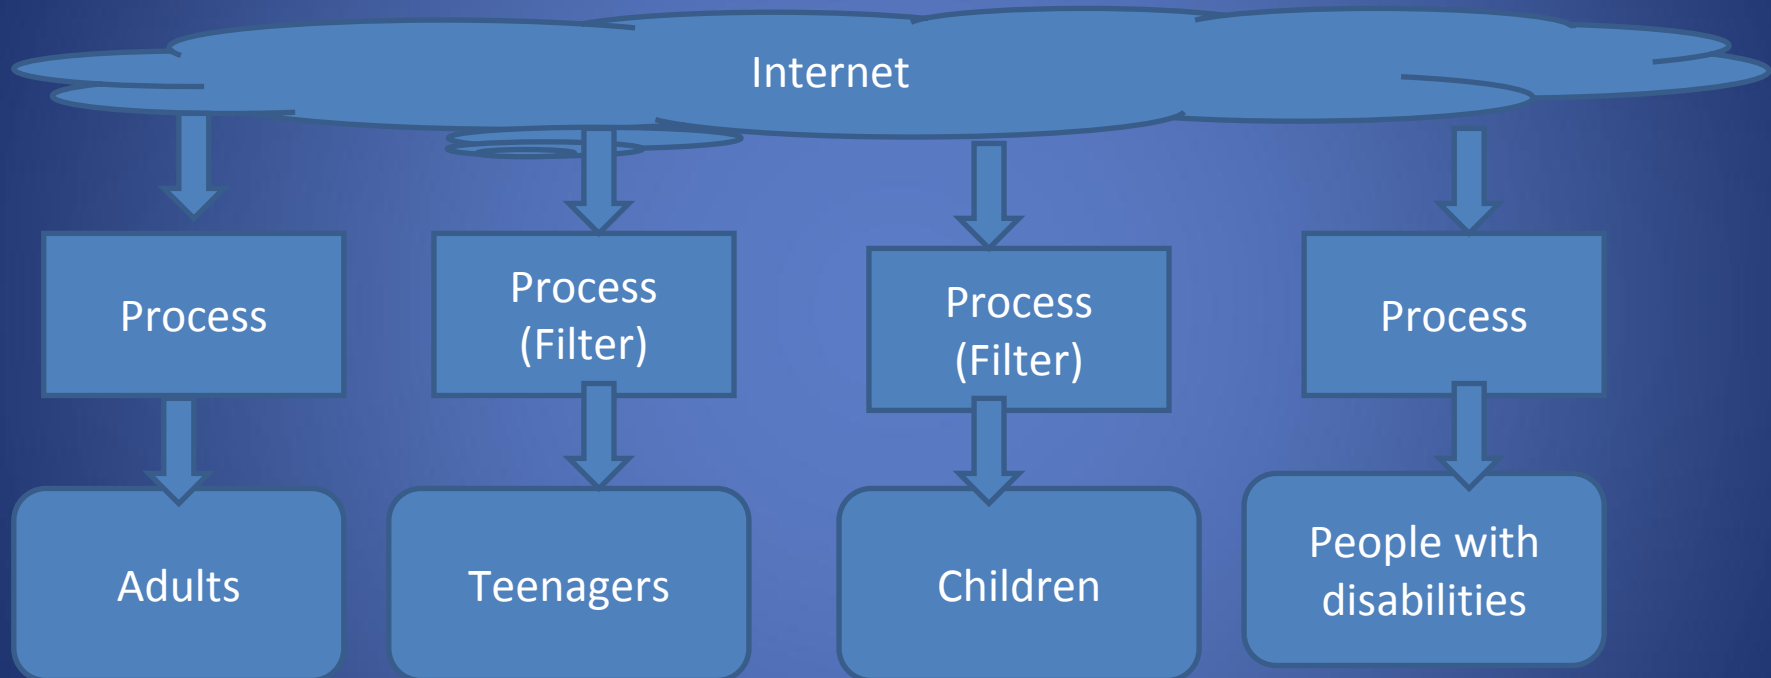 Internet
Process
Process
(Filter)
Process
(Filter)
Process
Adults
Teenagers
Children
People with
disabilities